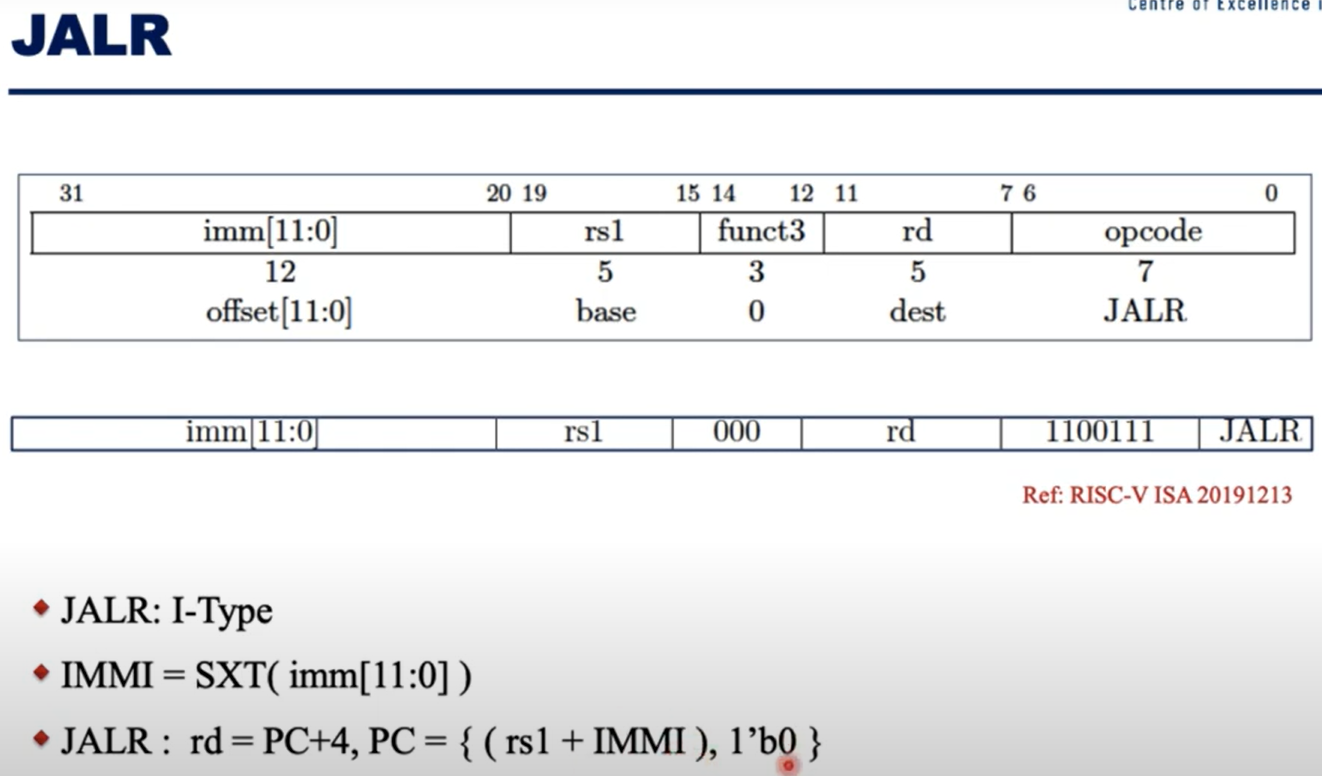 Centre of Excellence i
JALR
31 20 19 15 14 12 11 7 6 0
imm[11:0] rs1 funct3 rd opcode
12 5 3 5 7
offset[11:0] base 0 dest JALR
imm[11:0] rs1 000 rd 1100111 JALR
Ref: RISC-V ISA 20191213
JALR: I-Type
IMMI = SXT( imm[11:0] )
JALR : rd = PC+4, PC = { ( rs1 + IMMI ), 1’b0 }